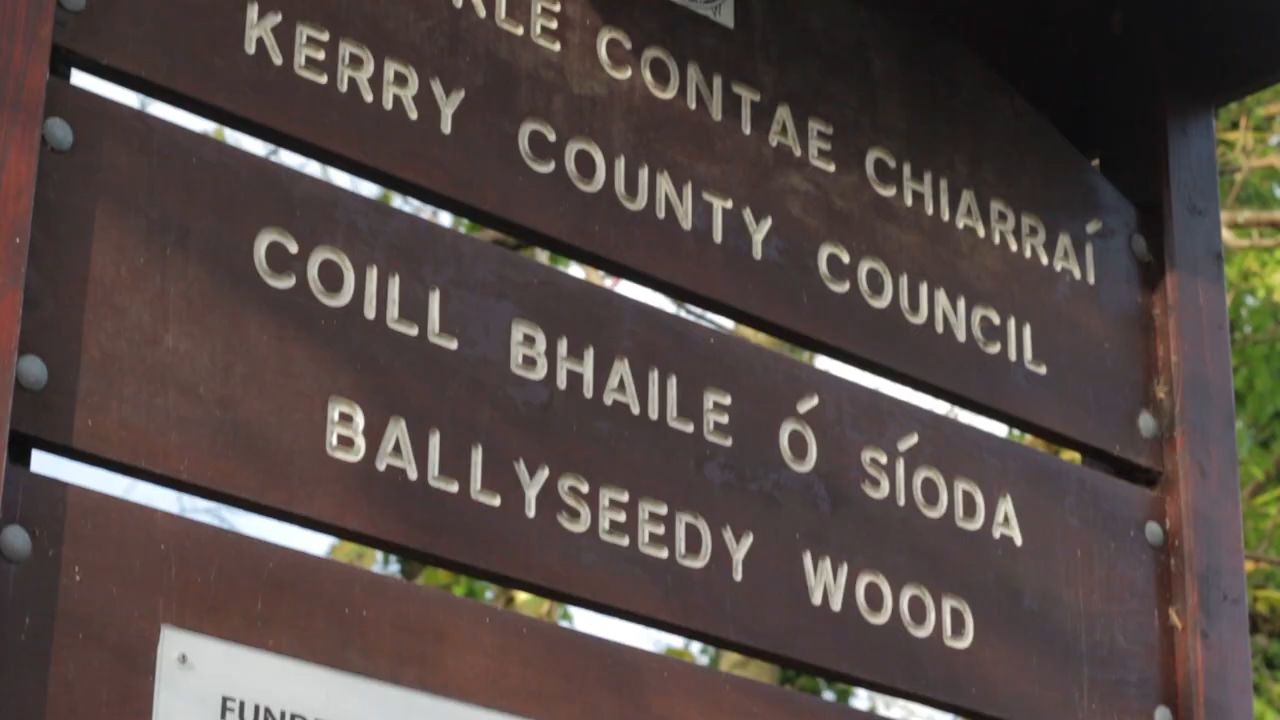 CONTAE CHIARRAÍ
KERRY COUNTY COUNCIL
COILL BHAILE Ó SÍODA
BALLYSEEDY WOOD